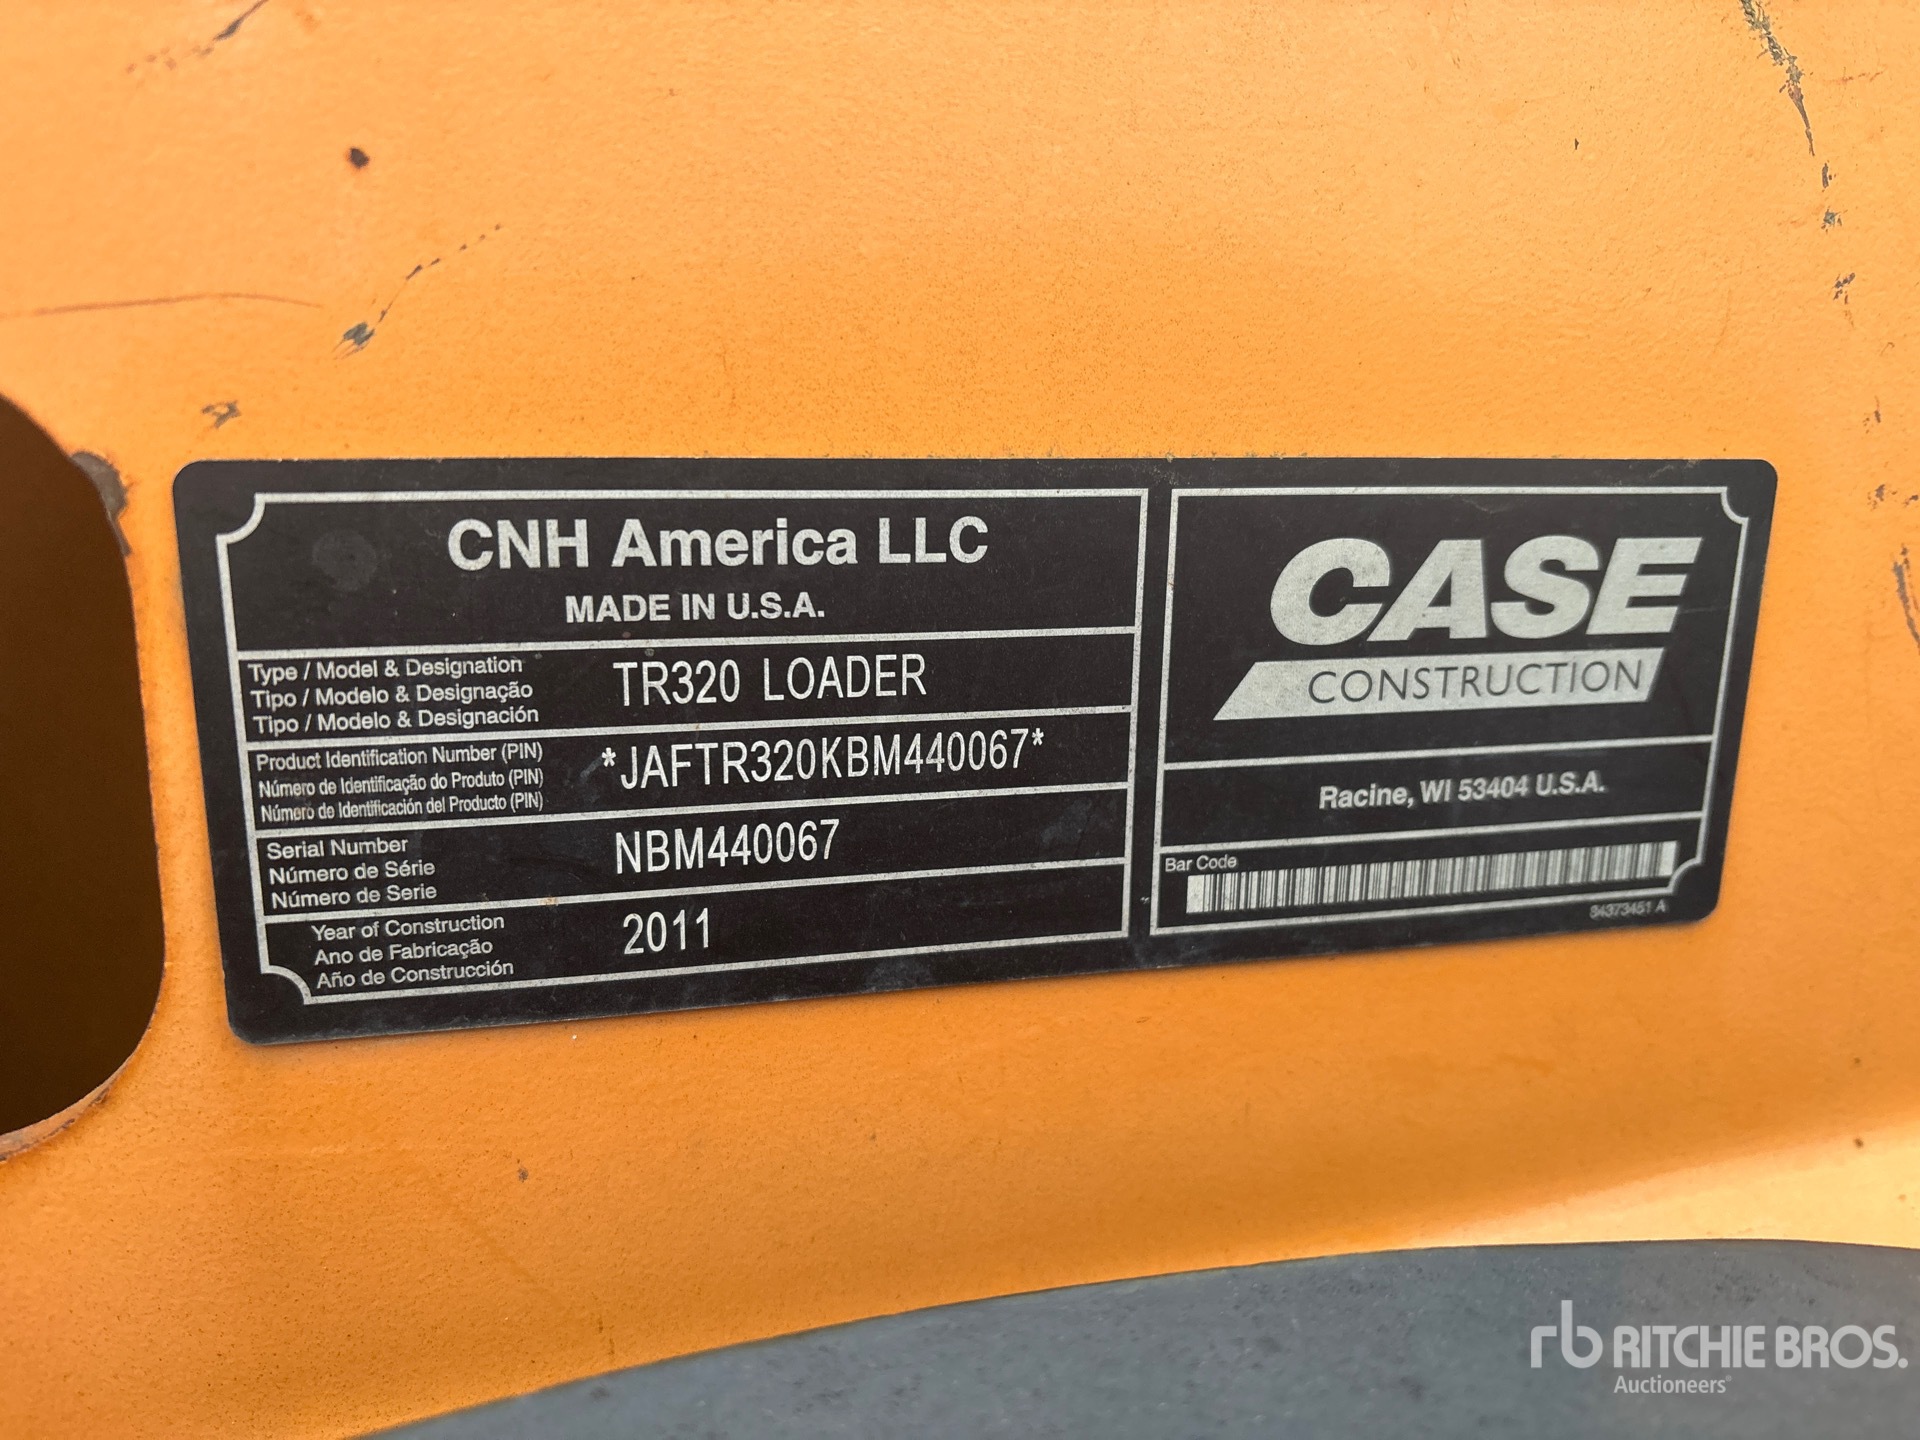 CNH America LLC
MADE IN U.S.A.
Type / Model & Designation
Tipo / Modelo & Designação
Tipo / Modelo & Designación
TR320 LOADER
Product Identification Number (PIN)
Número de Identificação do Produto (PIN)
Número de Identificación del Producto (PIN)
*JAFTR320KBM440067*
Serial Number
Número de Série
Número de Serie
NBM440067
Year of Construction
Ano de Fabricação
Año de Construcción
2011
CASE
CONSTRUCTION
Racine, WI 53404 U.S.A.
Bar Code
84373451 A
rb RITCHIE BROS.
Auctioneers